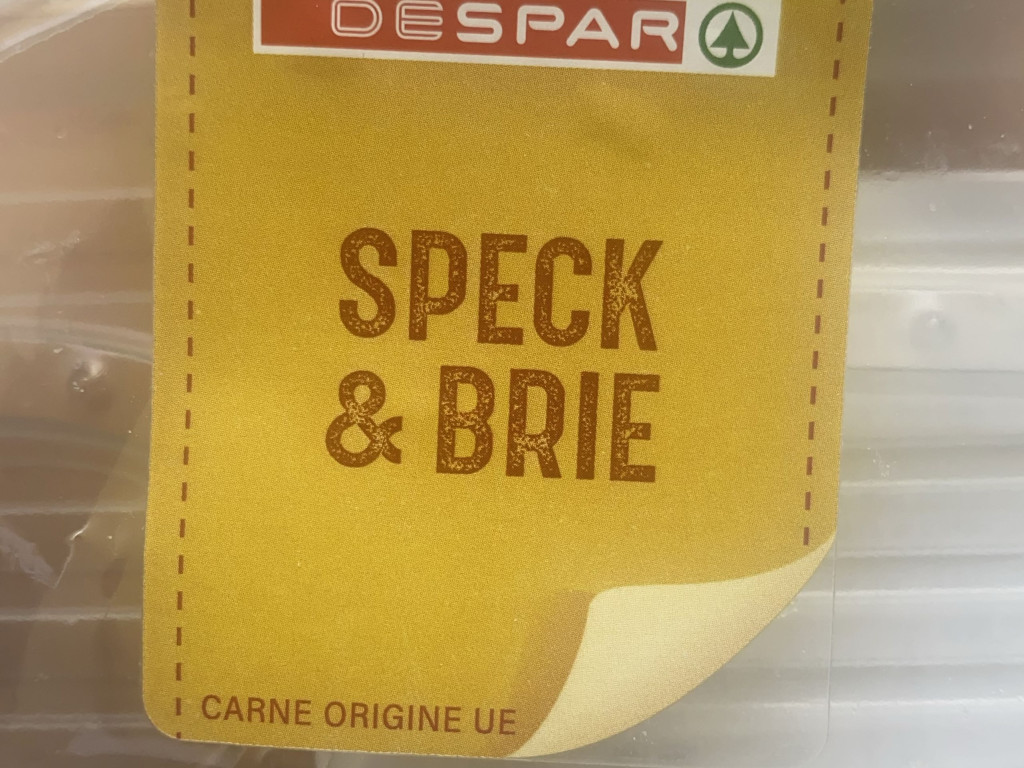 DESPAR
SPECK
& BRIE
CARNE ORIGINE UE